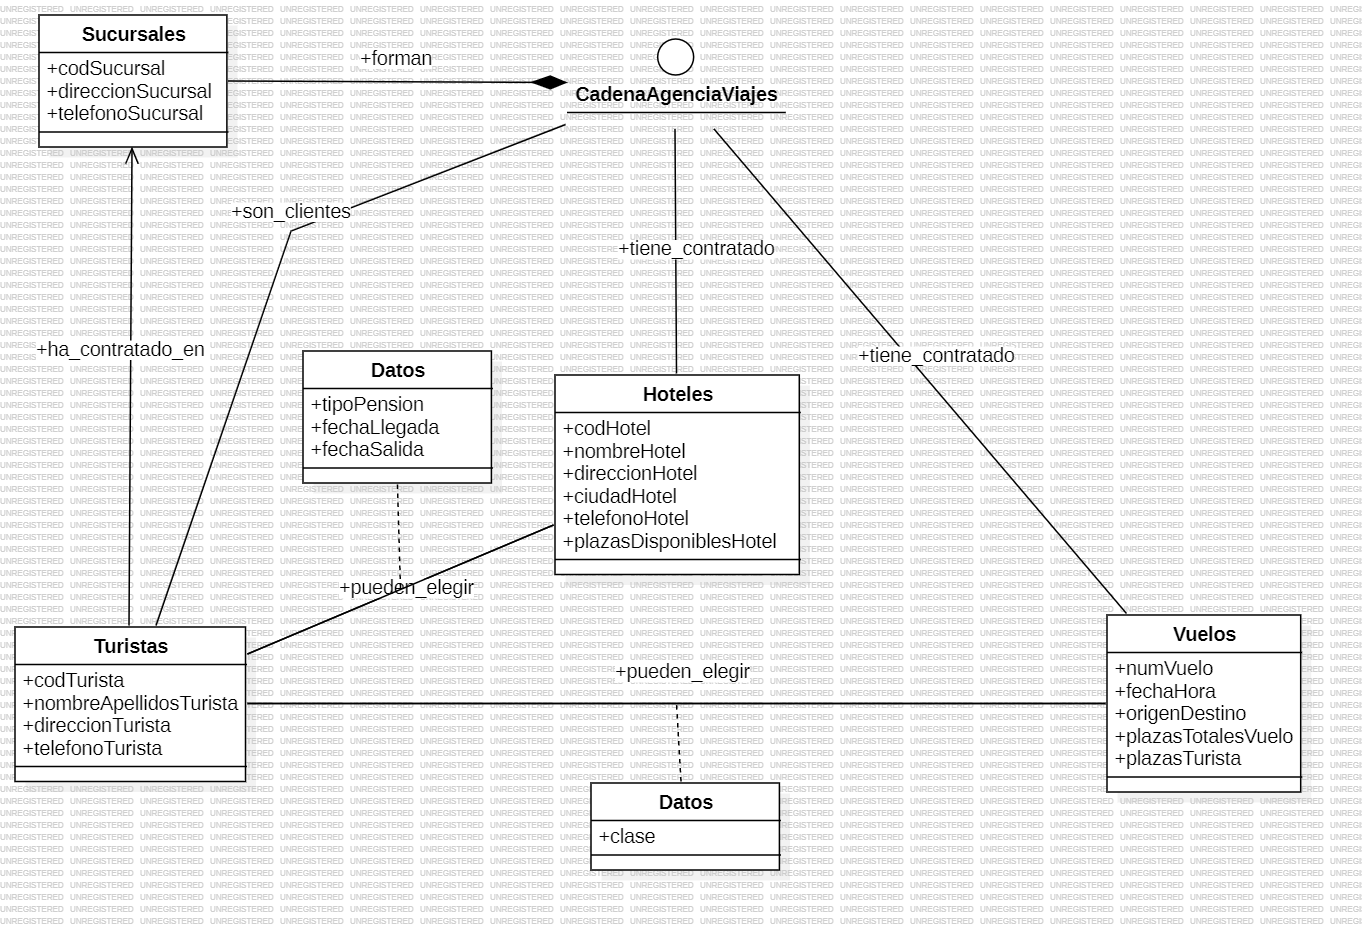 Sucursales
+codSucursal
+direccionSucursal
+telefonoSucursal
+forman
CadenaAgenciaViajes
+son_clientes
+tiene_contratado
+ha_contratado_en
+tiene_contratado
Datos
+tipoPension
+fechaLlegada
+fechaSalida
Hoteles
+codHotel
+nombreHotel
+direccionHotel
+ciudadHotel
+telefonoHotel
+plazasDisponiblesHotel
+pueden_elegir
Turistas
+codTurista
+nombreApellidosTurista
+direccionTurista
+telefonoTurista
+pueden_elegir
Vuelos
+numVuelo
+fechaHora
+origenDestino
+plazasTotalesVuelo
+plazasTurista
Datos
+clase
UNREGISTERED